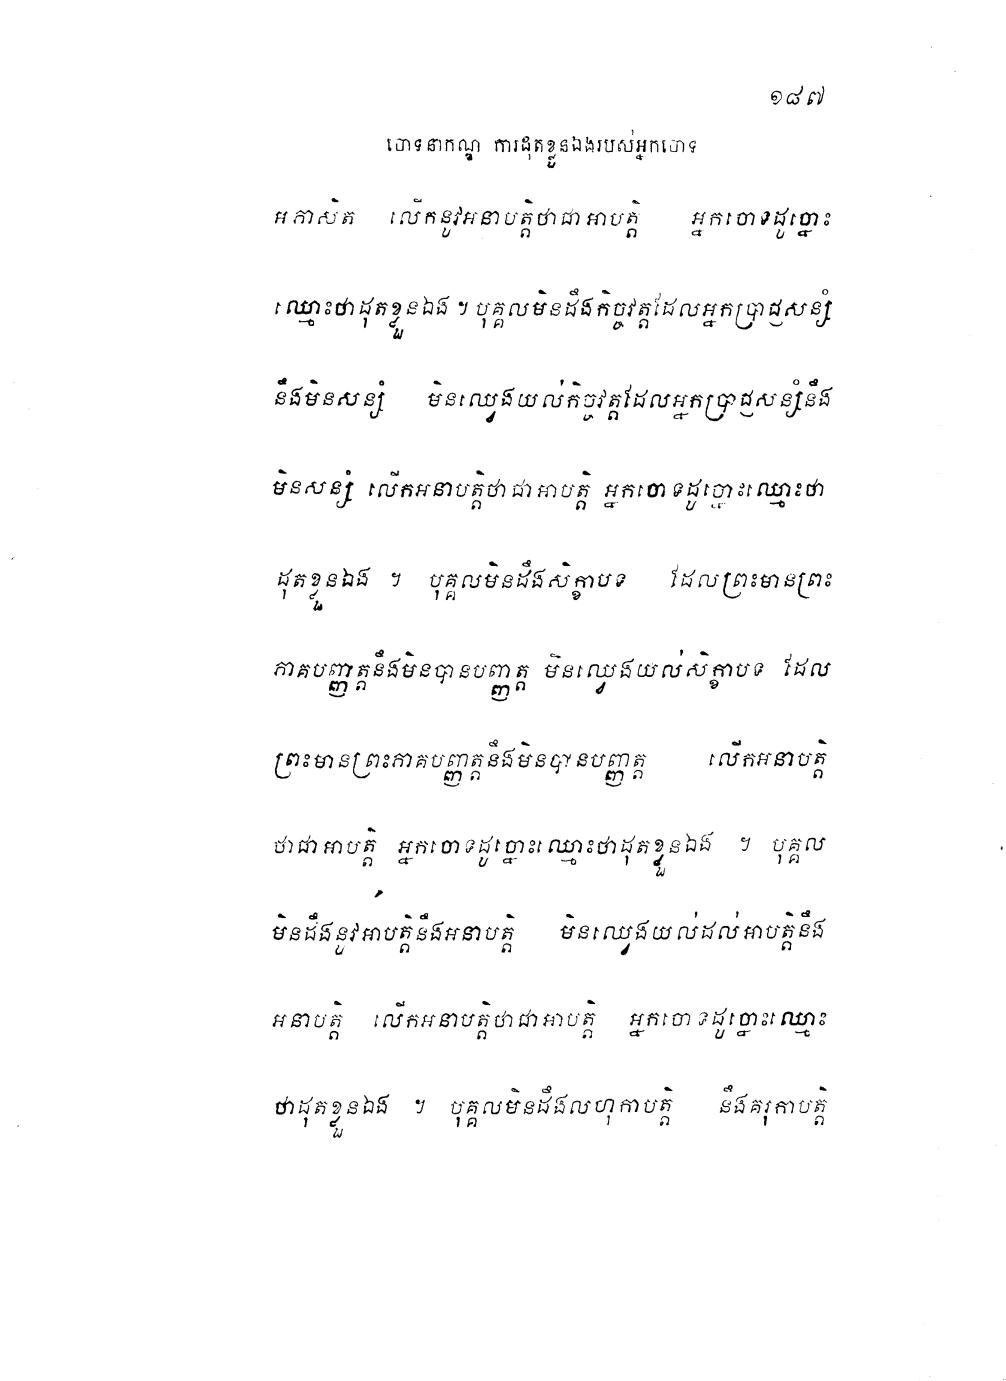 ១៨៧
ចោទនាកណ្ឌ ការដុតខ្លួនឯងរបស់អ្នកចោទ
អភាសិត លើកនូវអនាបត្តិថាជាអាបត្តិ អ្នកចោទដូច្នោះ
ឈ្មោះថាដុតខ្លួនឯង ។ បុគ្គលមិនដឹងកិច្ចវត្តដែលអ្នកប្រាជ្ញសន្សំ
នឹងមិនសន្សំ មិនឈ្វេងយល់កិច្ចវត្តដែលអ្នកប្រាជ្ញសន្សំនឹង
មិនសន្សំ លើកអនាបត្តិថាជាអាបត្តិ អ្នកចោទដូច្នោះឈ្មោះថា
ដុតខ្លួនឯង ។ បុគ្គលមិនដឹងសិក្ខាបទ ដែលព្រះមានព្រះ
ភាគបញ្ញត្តនឹងមិនបានបញ្ញត្ត មិនឈ្វេងយល់សិក្ខាបទ ដែល
ព្រះមានព្រះភាគបញ្ញត្តនឹងមិនបានបញ្ញត្ត លើកអនាបត្តិ
ថាជាអាបត្តិ អ្នកចោទដូច្នោះឈ្មោះថាដុតខ្លួនឯង ។ បុគ្គល
មិនដឹងនូវអាបត្តិនឹងអនាបត្តិ មិនឈ្វេងយល់ដល់អាបត្តិនឹង
អនាបត្តិ លើកអនាបត្តិថាជាអាបត្តិ អ្នកចោទដូច្នោះឈ្មោះ
ថាដុតខ្លួនឯង ។ បុគ្គលមិនដឹងលហុកាបត្តិ នឹងគរុកាបត្តិ